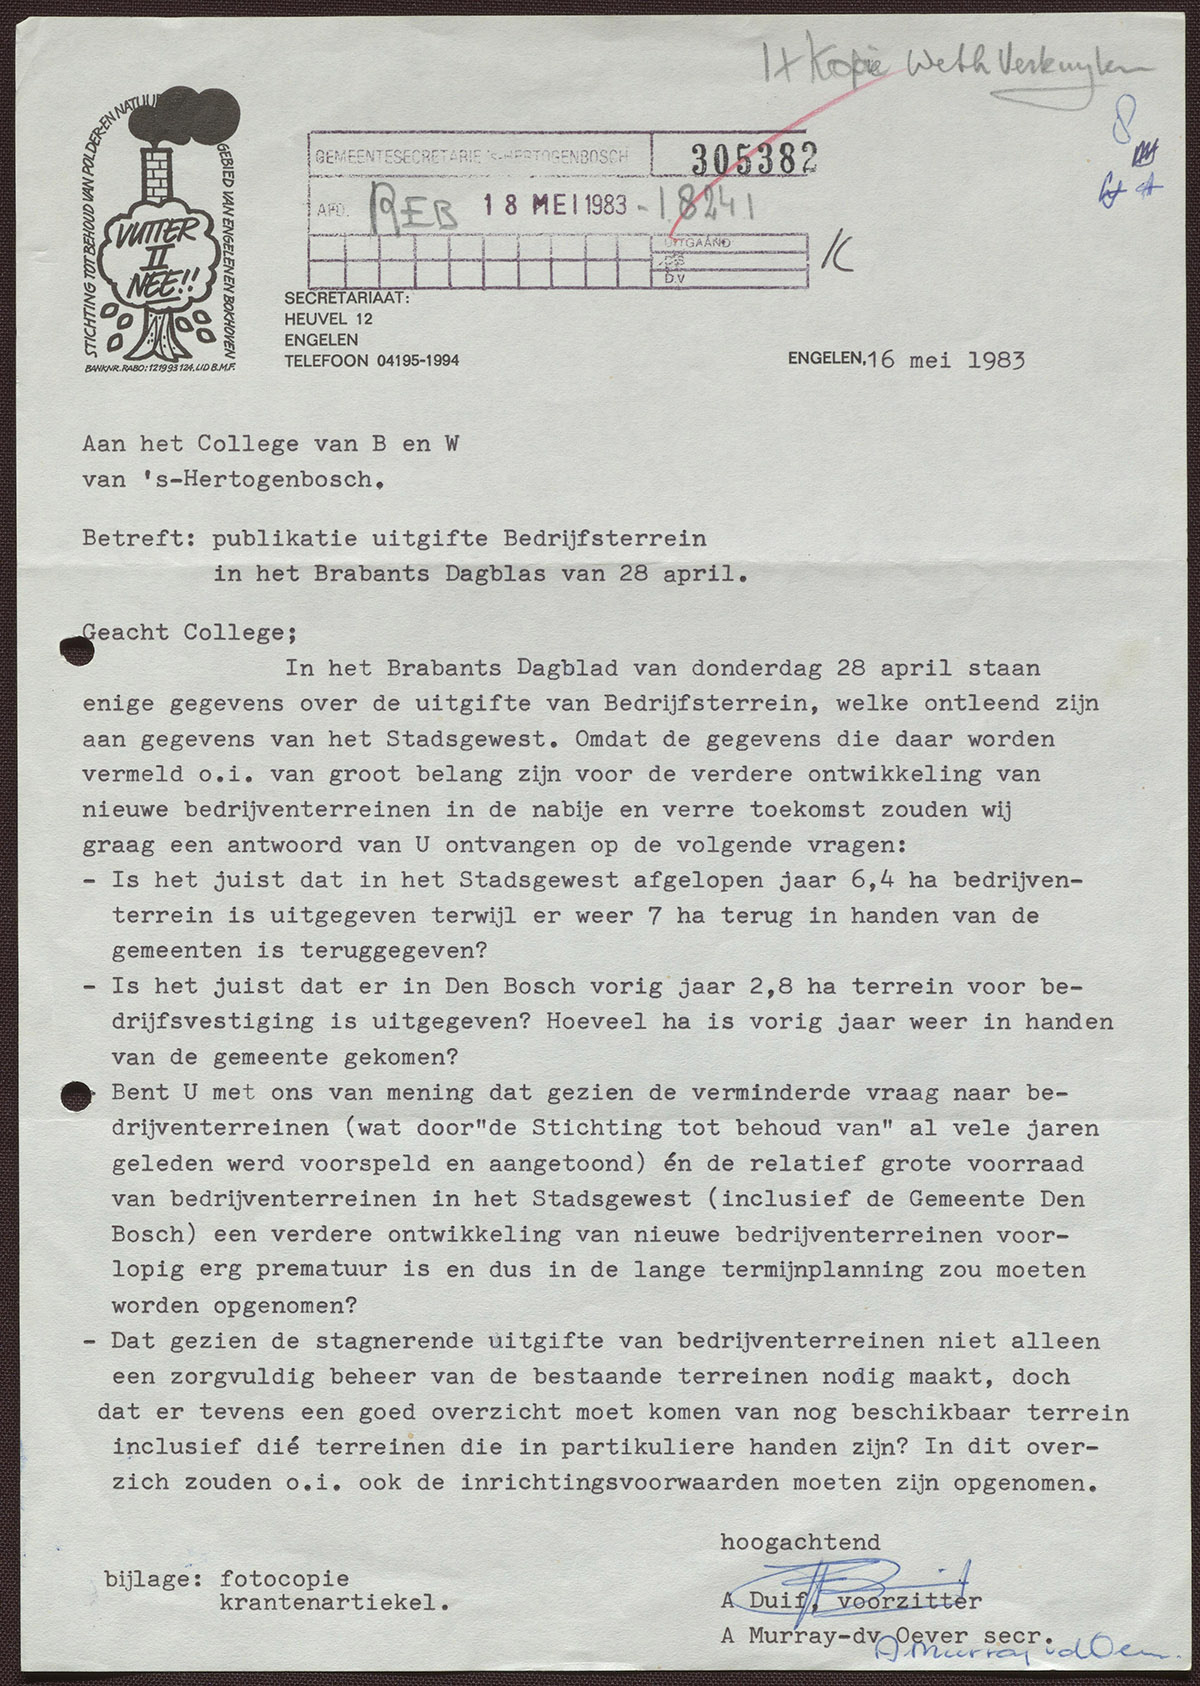 1x Kopie Weth Verkuylen
8
STICHTING TOT BEHOUD VAN POLDER-EN NATUUR
GEBIED VAN ENGELEN EN BOKHOVEN
VUTTER
II
NEE!!
BANKNR. RABO: 121993124. LID B.M.F.
GEMEENTESECRETARIE 's-HERTOGENBOSCH
305382
AFD. REB 18 MEI 1983 - 18241
UITGAAND
D.V
K
SECRETARIAAT:
HEUVEL 12
ENGELEN
TELEFOON 04195-1994
ENGELEN, 16 mei 1983
Aan het College van B en W
van 's-Hertogenbosch.
Betreft: publikatie uitgifte Bedrijfsterrein
in het Brabants Dagblas van 28 april.
Geacht College;
In het Brabants Dagblad van donderdag 28 april staan
enige gegevens over de uitgifte van Bedrijfsterrein, welke ontleend zijn
aan gegevens van het Stadsgewest. Omdat de gegevens die daar worden
vermeld o.i. van groot belang zijn voor de verdere ontwikkeling van
nieuwe bedrijventerreinen in de nabije en verre toekomst zouden wij
graag een antwoord van U ontvangen op de volgende vragen:
- Is het juist dat in het Stadsgewest afgelopen jaar 6,4 ha bedrijven-
terrein is uitgegeven terwijl er weer 7 ha terug in handen van de
gemeenten is teruggegeven?
- Is het juist dat er in Den Bosch vorig jaar 2,8 ha terrein voor be-
drijfsvestiging is uitgegeven? Hoeveel ha is vorig jaar weer in handen
van de gemeente gekomen?
- Bent U met ons van mening dat gezien de verminderde vraag naar be-
drijventerreinen (wat door"de Stichting tot behoud van" al vele jaren
geleden werd voorspeld en aangetoond) én de relatief grote voorraad
van bedrijventerreinen in het Stadsgewest (inclusief de Gemeente Den
Bosch) een verdere ontwikkeling van nieuwe bedrijventerreinen voor-
lopig erg prematuur is en dus in de lange termijnplanning zou moeten
worden opgenomen?
- Dat gezien de stagnerende uitgifte van bedrijventerreinen niet alleen
een zorgvuldig beheer van de bestaande terreinen nodig maakt, doch
dat er tevens een goed overzicht moet komen van nog beschikbaar terrein
inclusief dié terreinen die in partikuliere handen zijn? In dit over-
zich zouden o.i. ook de inrichtingsvoorwaarden moeten zijn opgenomen.
hoogachtend
bijlage: fotocopie
krantenartiekel.
A Duif, voorzitter
A Murray-dv Oever secr.
A Murray vd Oever